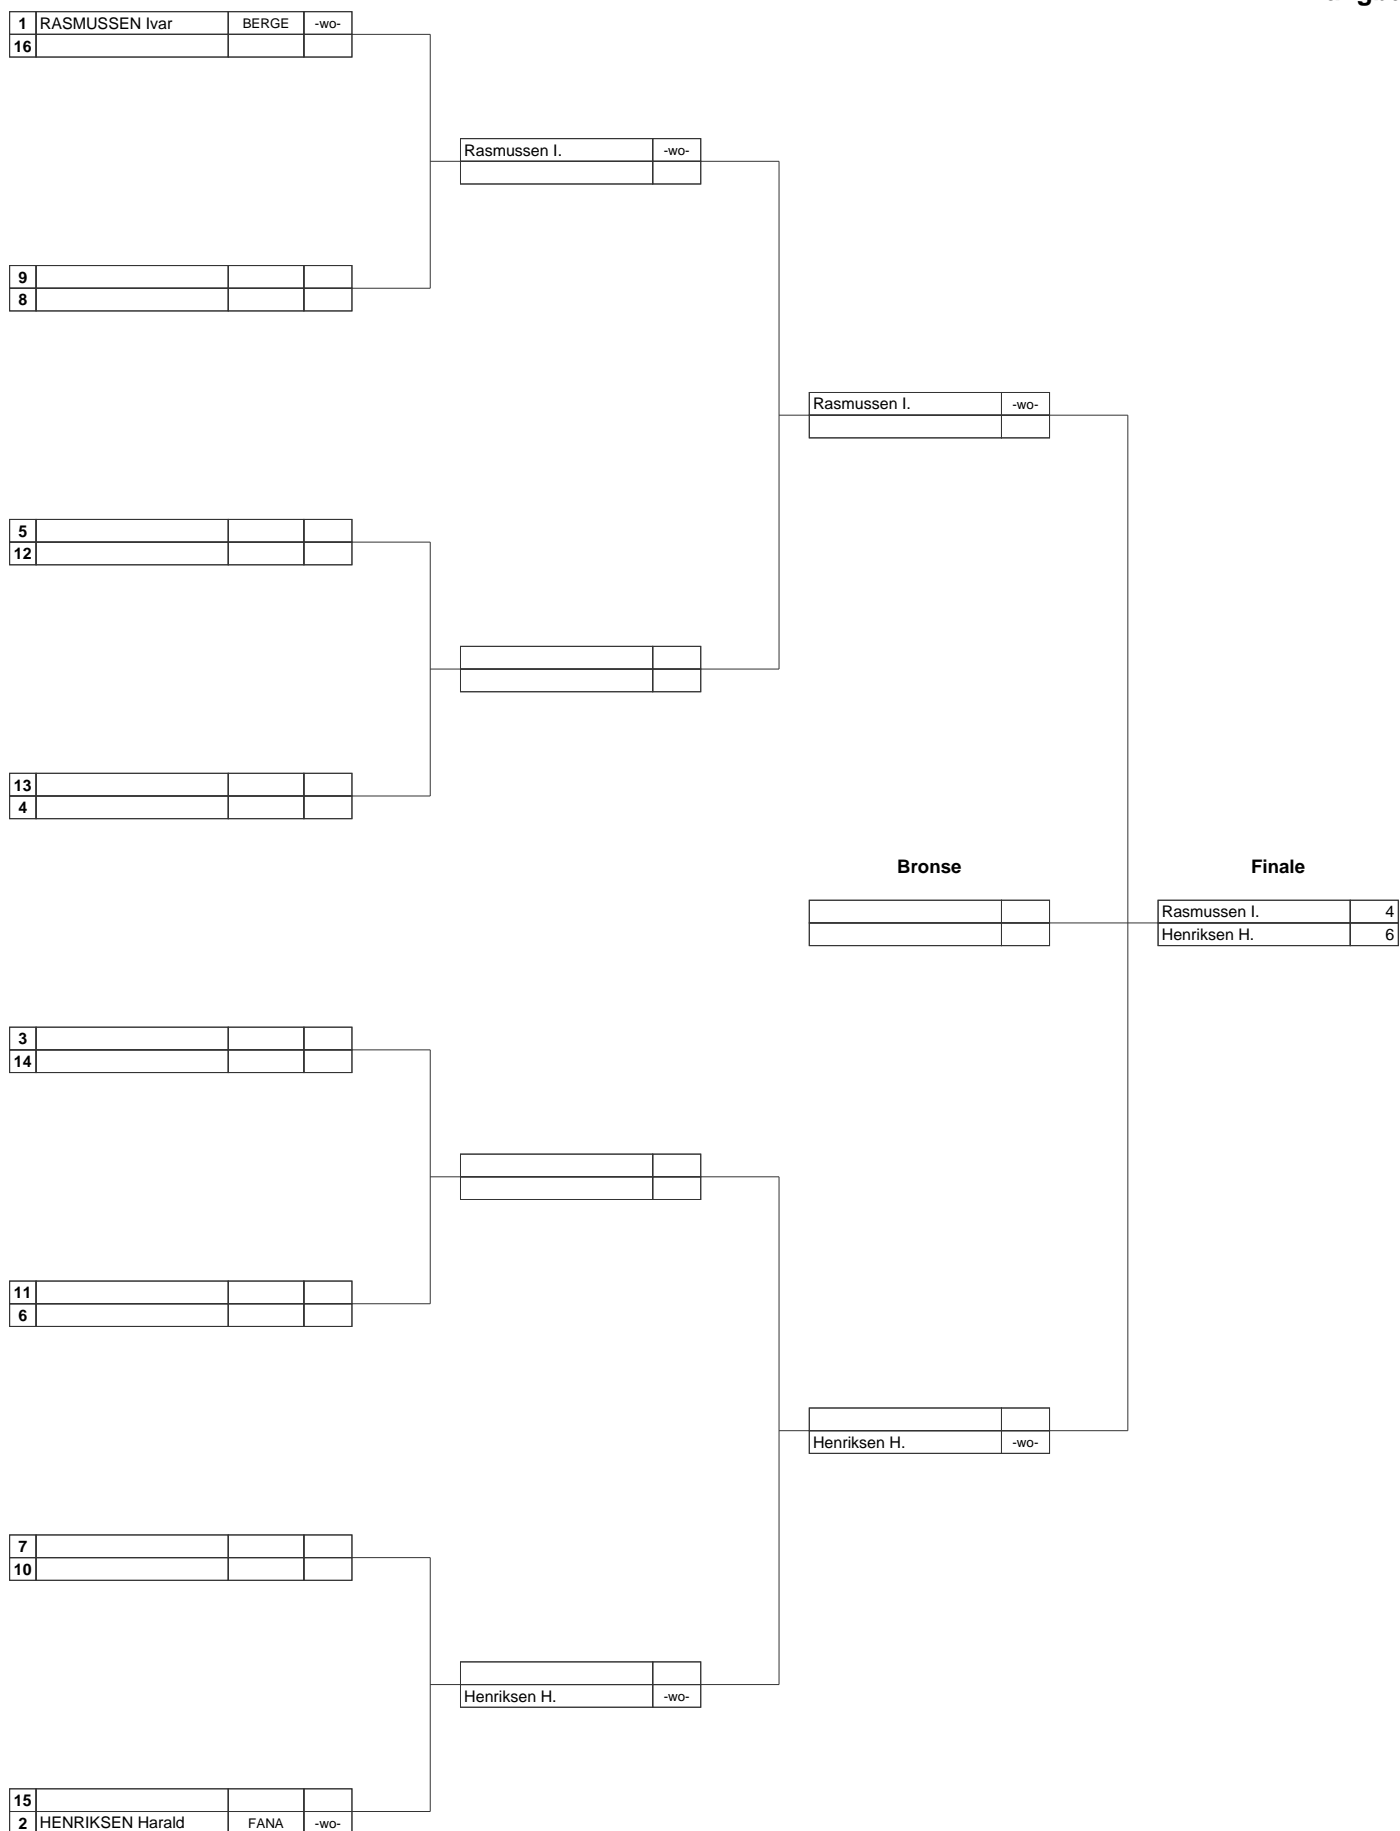 1 RASMUSSEN Ivar BERGE -wo-
16
Rasmussen I. -wo-
9
8
Rasmussen I. -wo-
5
12
13
4
Bronse Finale
Rasmussen I. 4
Henriksen H. 6
3
14
11
6
Henriksen H. -wo-
7
10
Henriksen H. -wo-
15
2 HENRIKSEN Harald FANA -wo-